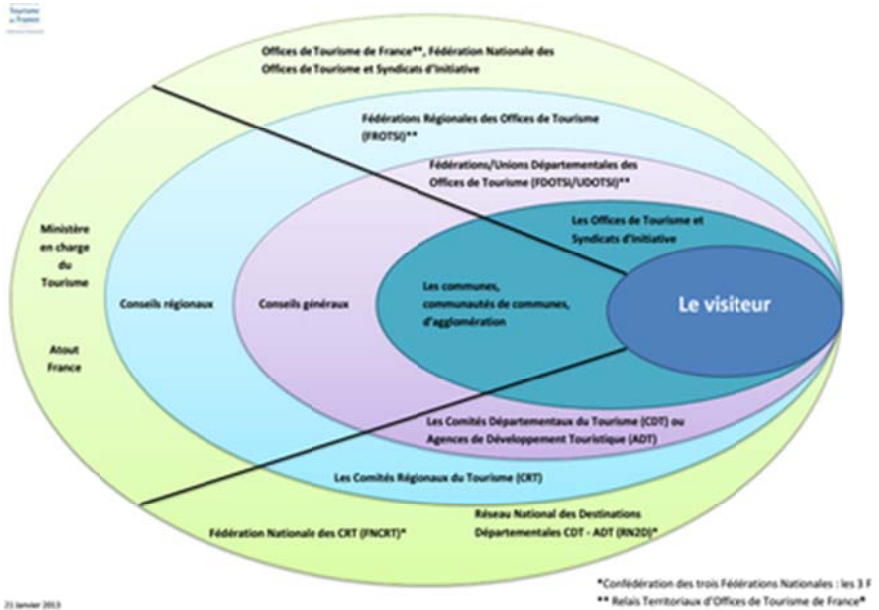 Tourisme
de France
Offices de Tourisme de France**, Fédération Nationale des
Offices de Tourisme et Syndicats d'Initiative
Fédérations Régionales des Offices de Tourisme
(FROTSI)**
Fédérations/Unions Départementales des
Offices de Tourisme (FDOTSI/UDOTSI)**
Les Offices de Tourisme et
Syndicats d'Initiative
Ministère
en charge
du
Tourisme
Atout
France
Conseils régionaux
Conseils généraux
Les communes,
communautés de communes,
d'agglomération
Le visiteur
Les Comités Départementaux du Tourisme (CDT) ou
Agences de Développement Touristique (ADT)
Les Comités Régionaux du Tourisme (CRT)
Réseau National des Destinations
Départementales CDT - ADT (RN2D)*
Fédération Nationale des CRT (FNCRT)*
*Confédération des trois Fédérations Nationales : les 3 F
** Relais Territoriaux d'Offices de Tourisme de France*
21 Janvier 2013